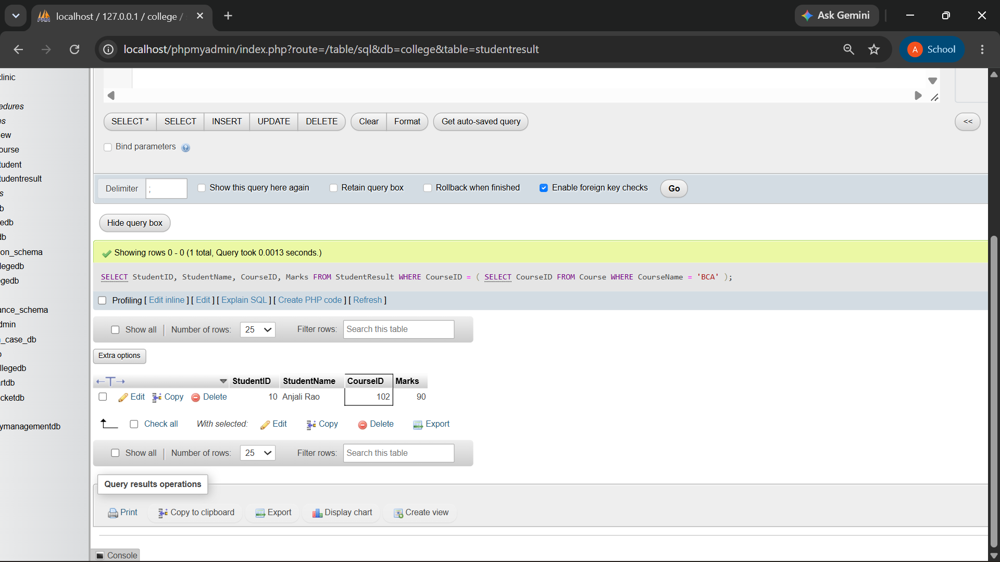 localhost / 127.0.0.1 / college /
Ask Gemini
localhost/phpmyadmin/index.php?route=/table/sql&db=college&table=studentresult
A School
linic
edures
es
ew
ourse
tudent
tudentresult
s
b
edb
db
on_schema
legedb
gedb
ance_schema
dmin
_case_db
llegedb
rtdb
cketdb
ymanagementdb
SELECT * SELECT INSERT UPDATE DELETE Clear Format Get auto-saved query <<
Bind parameters
Delimiter ; Show this query here again Retain query box Rollback when finished Enable foreign key checks Go
Hide query box
Showing rows 0 - 0 (1 total, Query took 0.0013 seconds.)
SELECT StudentID, StudentName, CourseID, Marks FROM StudentResult WHERE CourseID = ( SELECT CourseID FROM Course WHERE CourseName = 'BCA' );
Profiling [ Edit inline ] [ Edit ] [ Explain SQL ] [ Create PHP code ] [ Refresh ]
Show all | Number of rows: 25 Filter rows: Search this table
Extra options
StudentID StudentName CourseID Marks
Edit Copy Delete 10 Anjali Rao 102 90
Check all With selected: Edit Copy Delete Export
Show all | Number of rows: 25 Filter rows: Search this table
Query results operations
Print Copy to clipboard Export Display chart Create view
Console